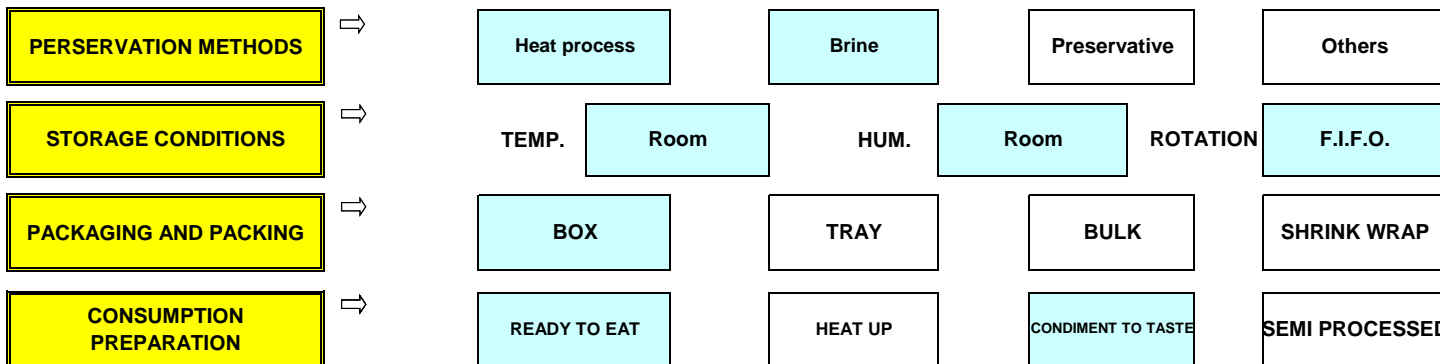 PERSERVATION METHODS ⇨ Heat process Brine Preservative Others
STORAGE CONDITIONS ⇨ TEMP. Room HUM. Room ROTATION F.I.F.O.
PACKAGING AND PACKING ⇨ BOX TRAY BULK SHRINK WRAP
CONSUMPTION
PREPARATION ⇨ READY TO EAT HEAT UP CONDIMENT TO TASTE SEMI PROCESSED